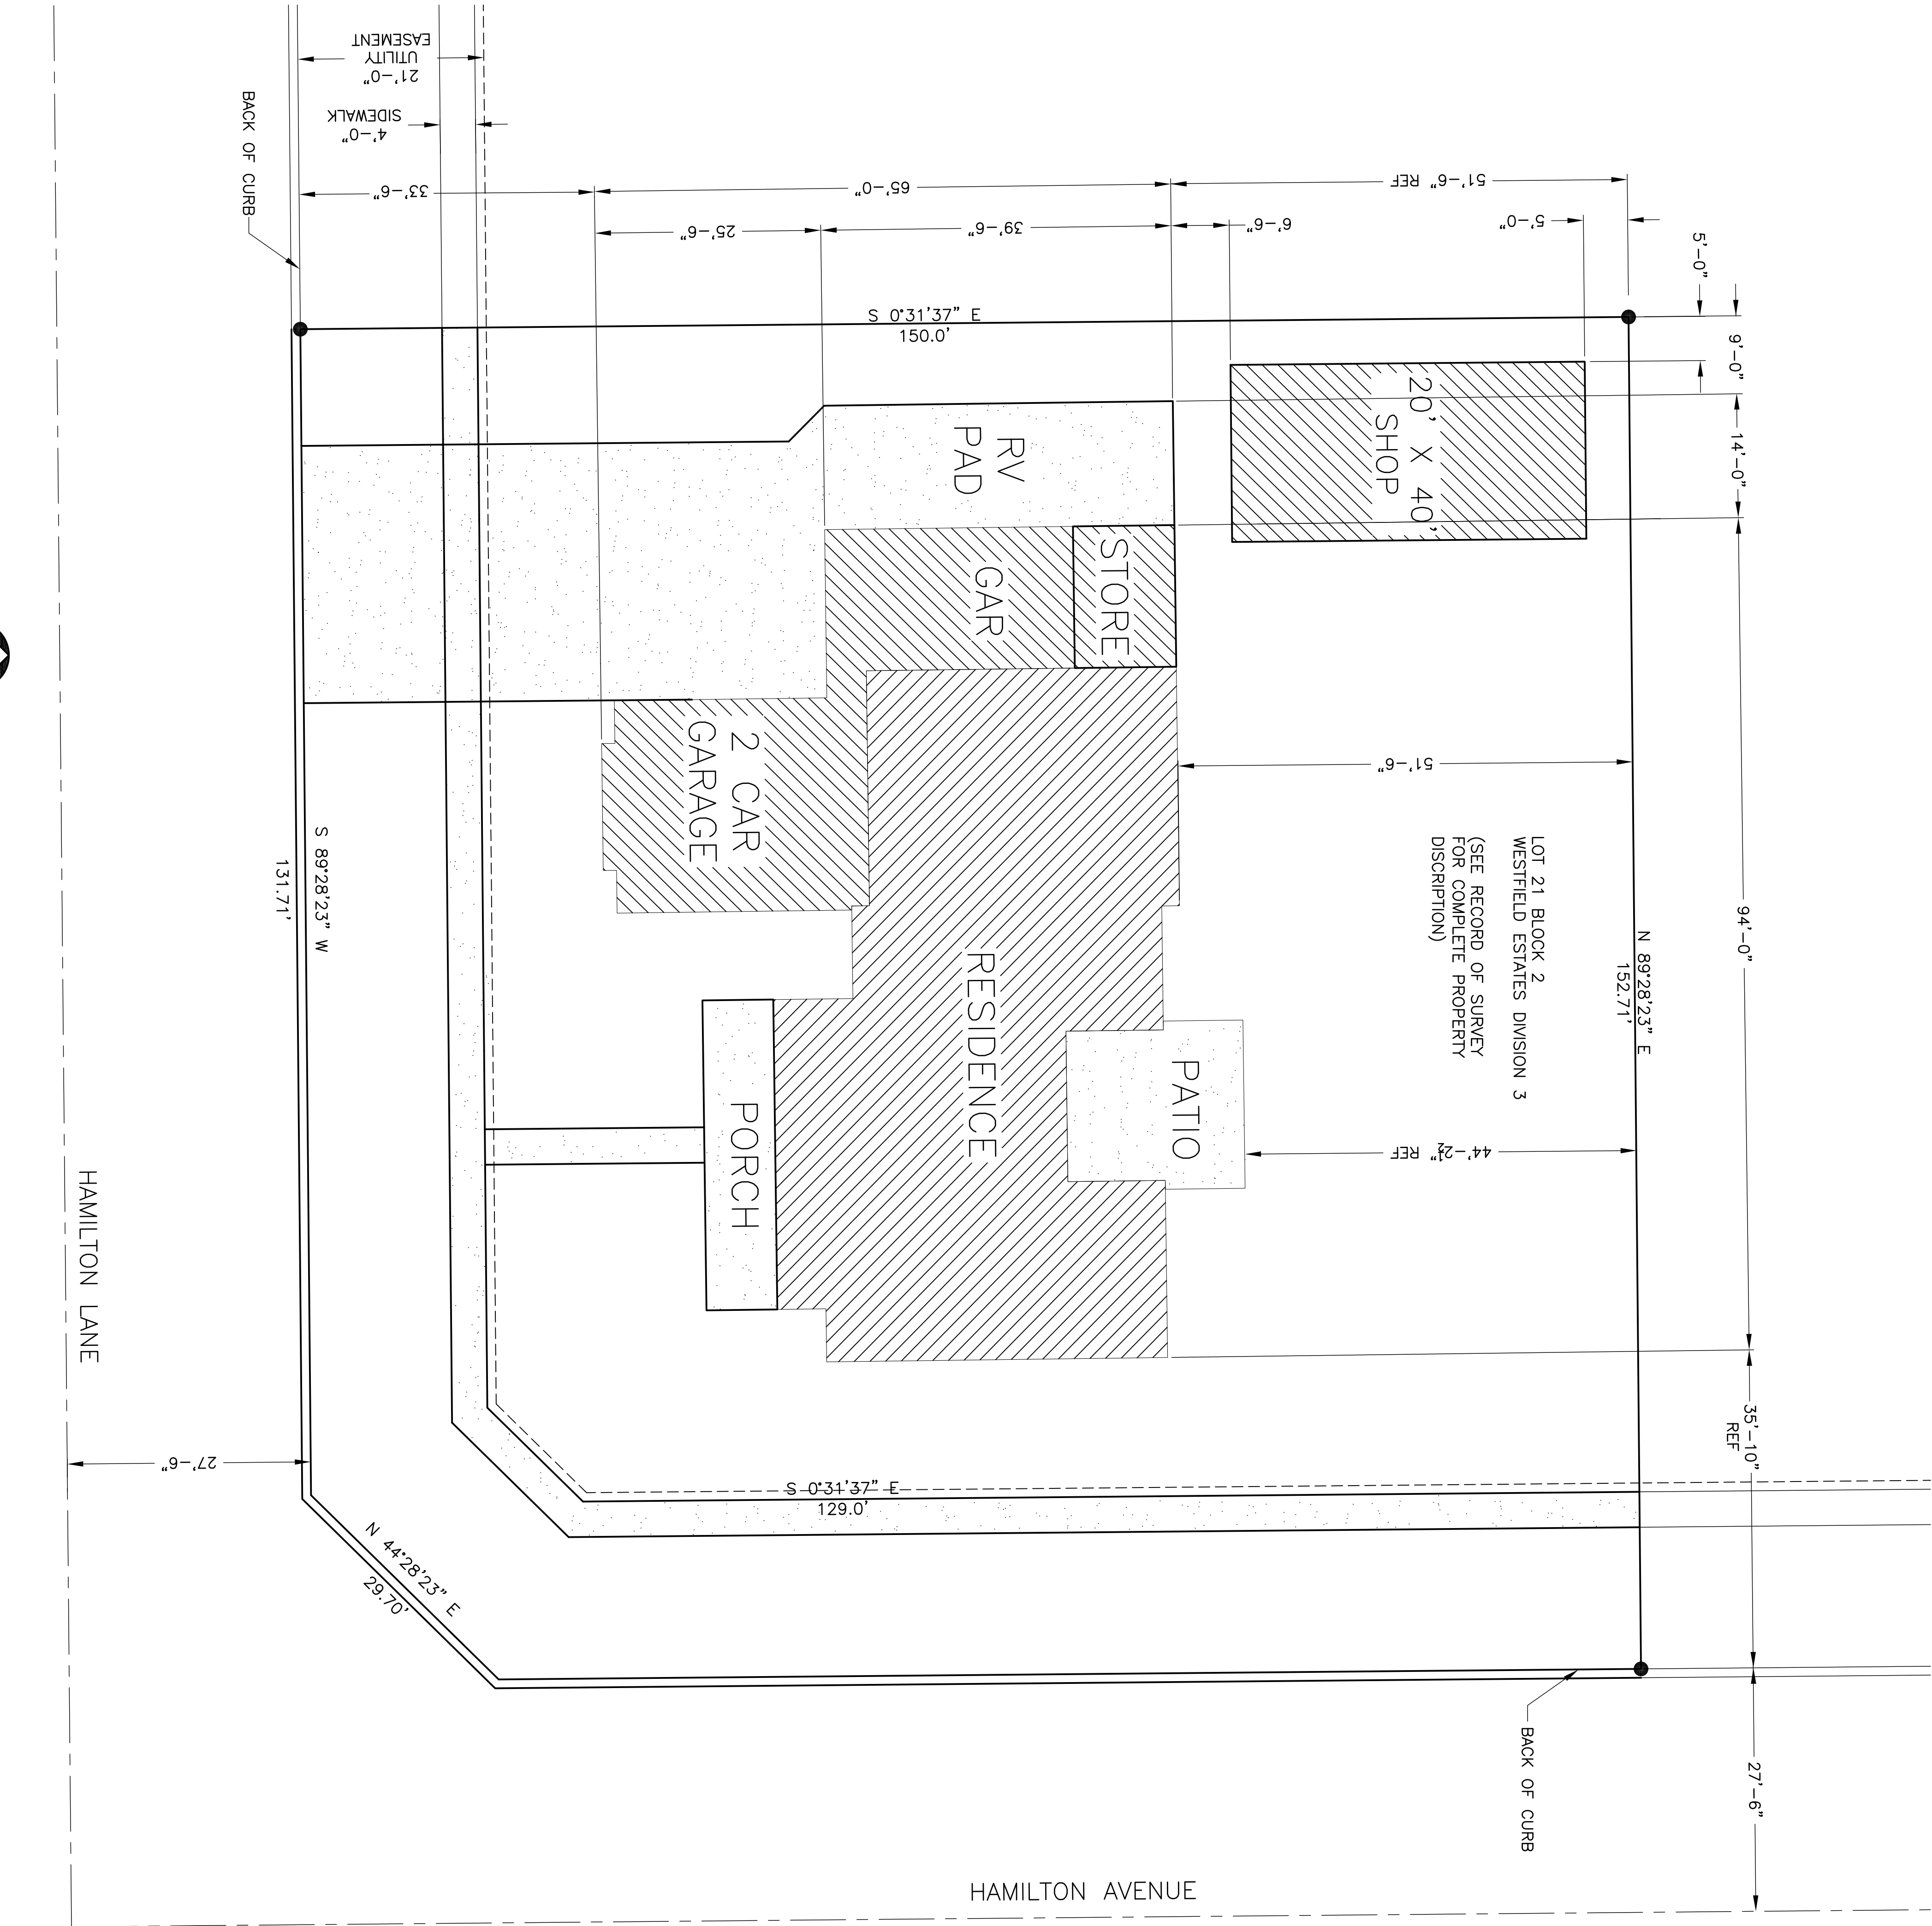 21'-0"
UTILITY
EASEMENT
4'-0"
SIDEWALK
BACK OF CURB
33'-6"
65'-0"
51'-6" REF
25'-6"
39'-6"
6'-6"
5'-0"
5'-0"
9'-0"
14'-0"
94'-0"
35'-10"
REF
27'-6"
S 0°31'37" E
150.0'
RV
PAD
20' X 40'
SHOP
GAR
STORE
2 CAR
GARAGE
RESIDENCE
PATIO
PORCH
51'-6"
44'-2½" REF
LOT 21 BLOCK 2
WESTFIELD ESTATES DIVISION 3
(SEE RECORD OF SURVEY
FOR COMPLETE PROPERTY
DISCRIPTION)
N 89°28'23" E
152.71'
S 89°28'23" W
131.71'
S 0°31'37" E
129.0'
N 44°28'23" E
29.70'
27'-6"
HAMILTON LANE
BACK OF CURB
HAMILTON AVENUE